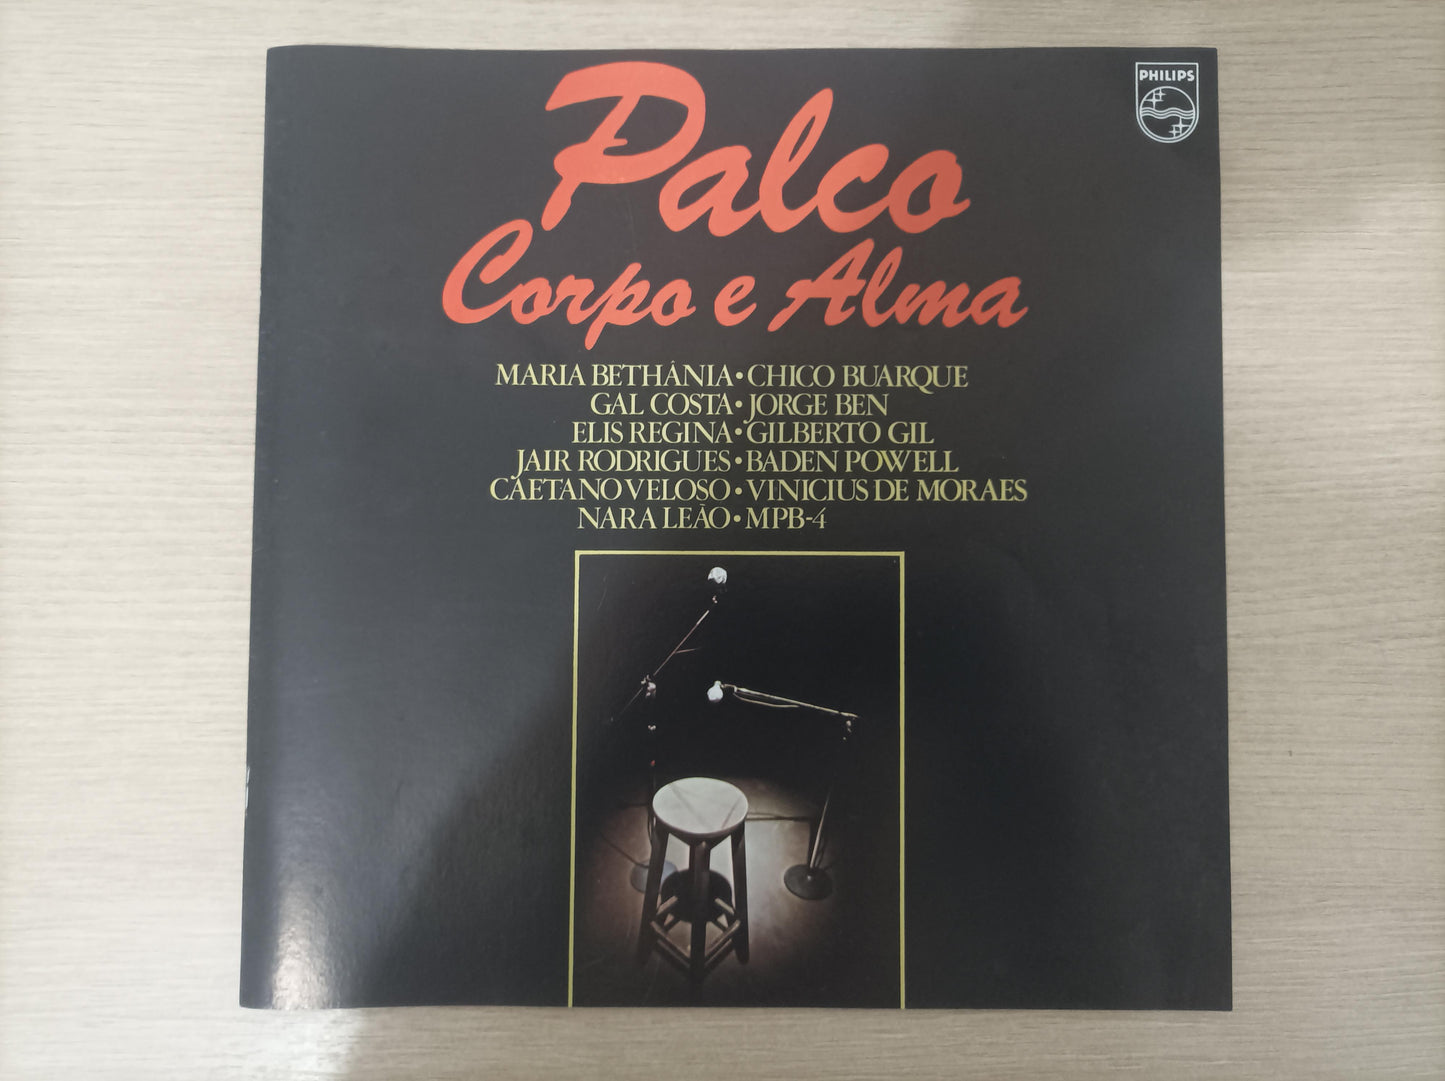 PHILIPS
Palco
Corpo e Alma
MARIA BETHÂNIA • CHICO BUARQUE
GAL COSTA • JORGE BEN
ELIS REGINA • GILBERTO GIL
JAIR RODRIGUES • BADEN POWELL
CAETANO VELOSO • VINICIUS DE MORAES
NARA LEÃO • MPB-4